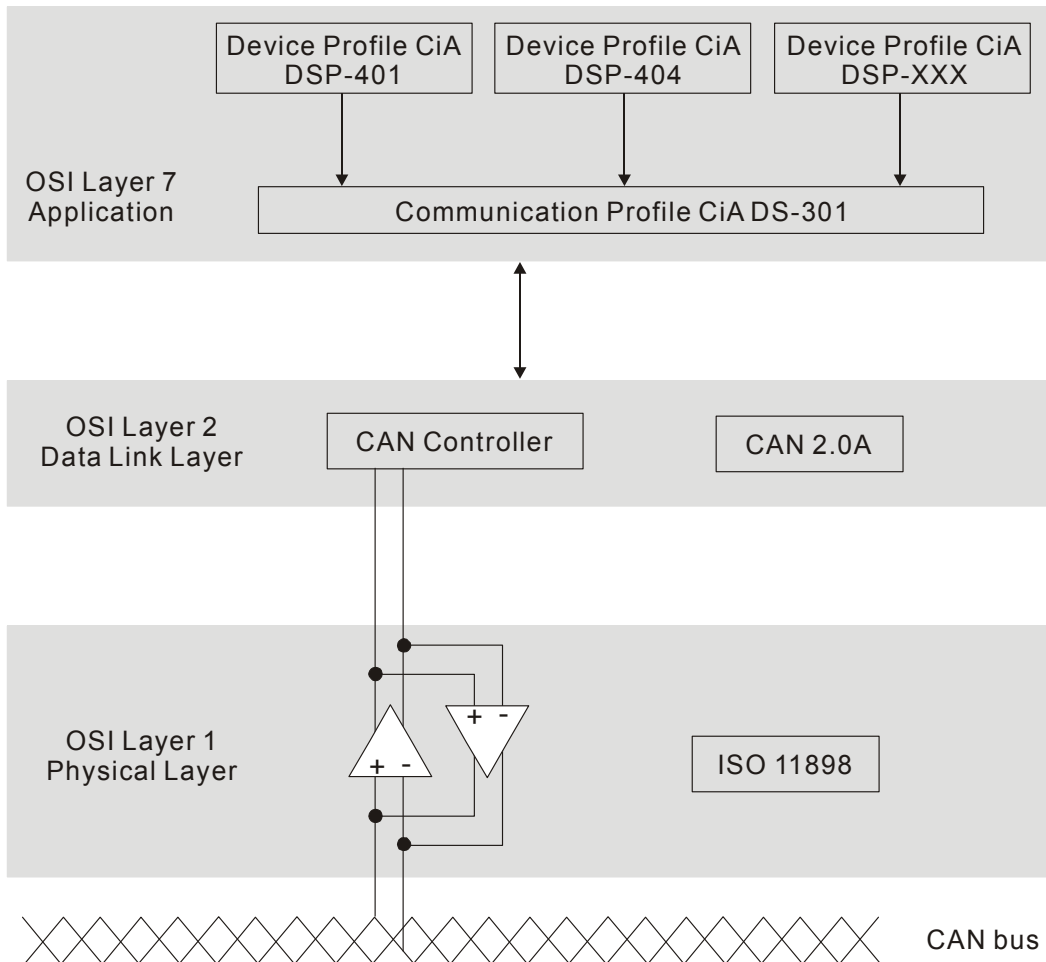 Device Profile CiA
DSP-401
Device Profile CiA
DSP-404
Device Profile CiA
DSP-XXX
OSI Layer 7
Application
Communication Profile CiA DS-301
OSI Layer 2
Data Link Layer
CAN Controller
CAN 2.0A
+ -
OSI Layer 1
Physical Layer
+ -
ISO 11898
CAN bus